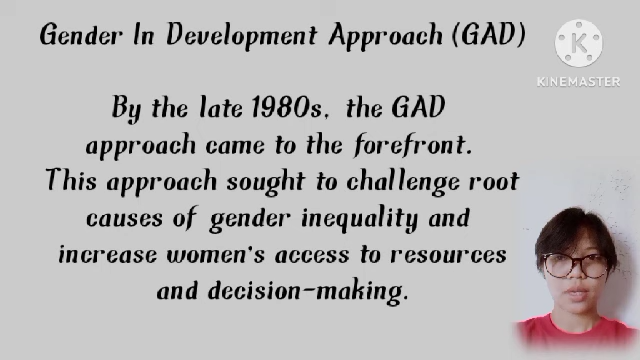 Gender In Development Approach (GAD)
KINEMASTER
By the late 1980s, the GAD
approach came to the forefront.
This approach sought to challenge root
causes of gender inequality and
increase women's access to resources
and decision-making.